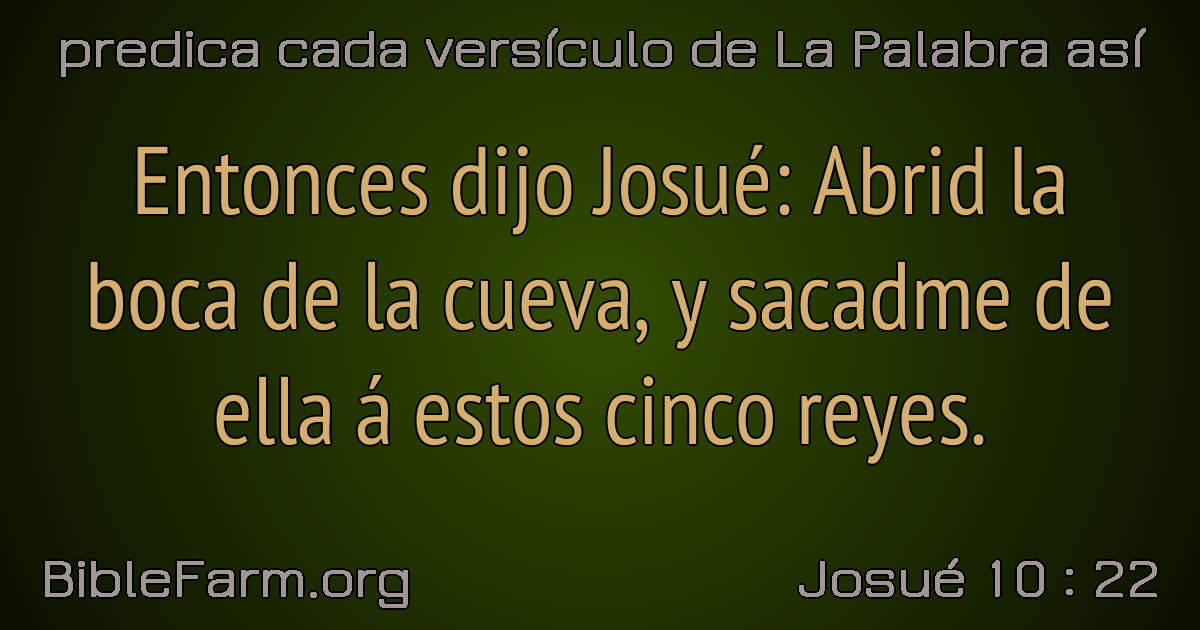 predica cada versículo de La Palabra así
Entonces dijo Josué: Abrid la
boca de la cueva, y sacadme de
ella á estos cinco reyes.
BibleFarm.org
Josué 10 : 22